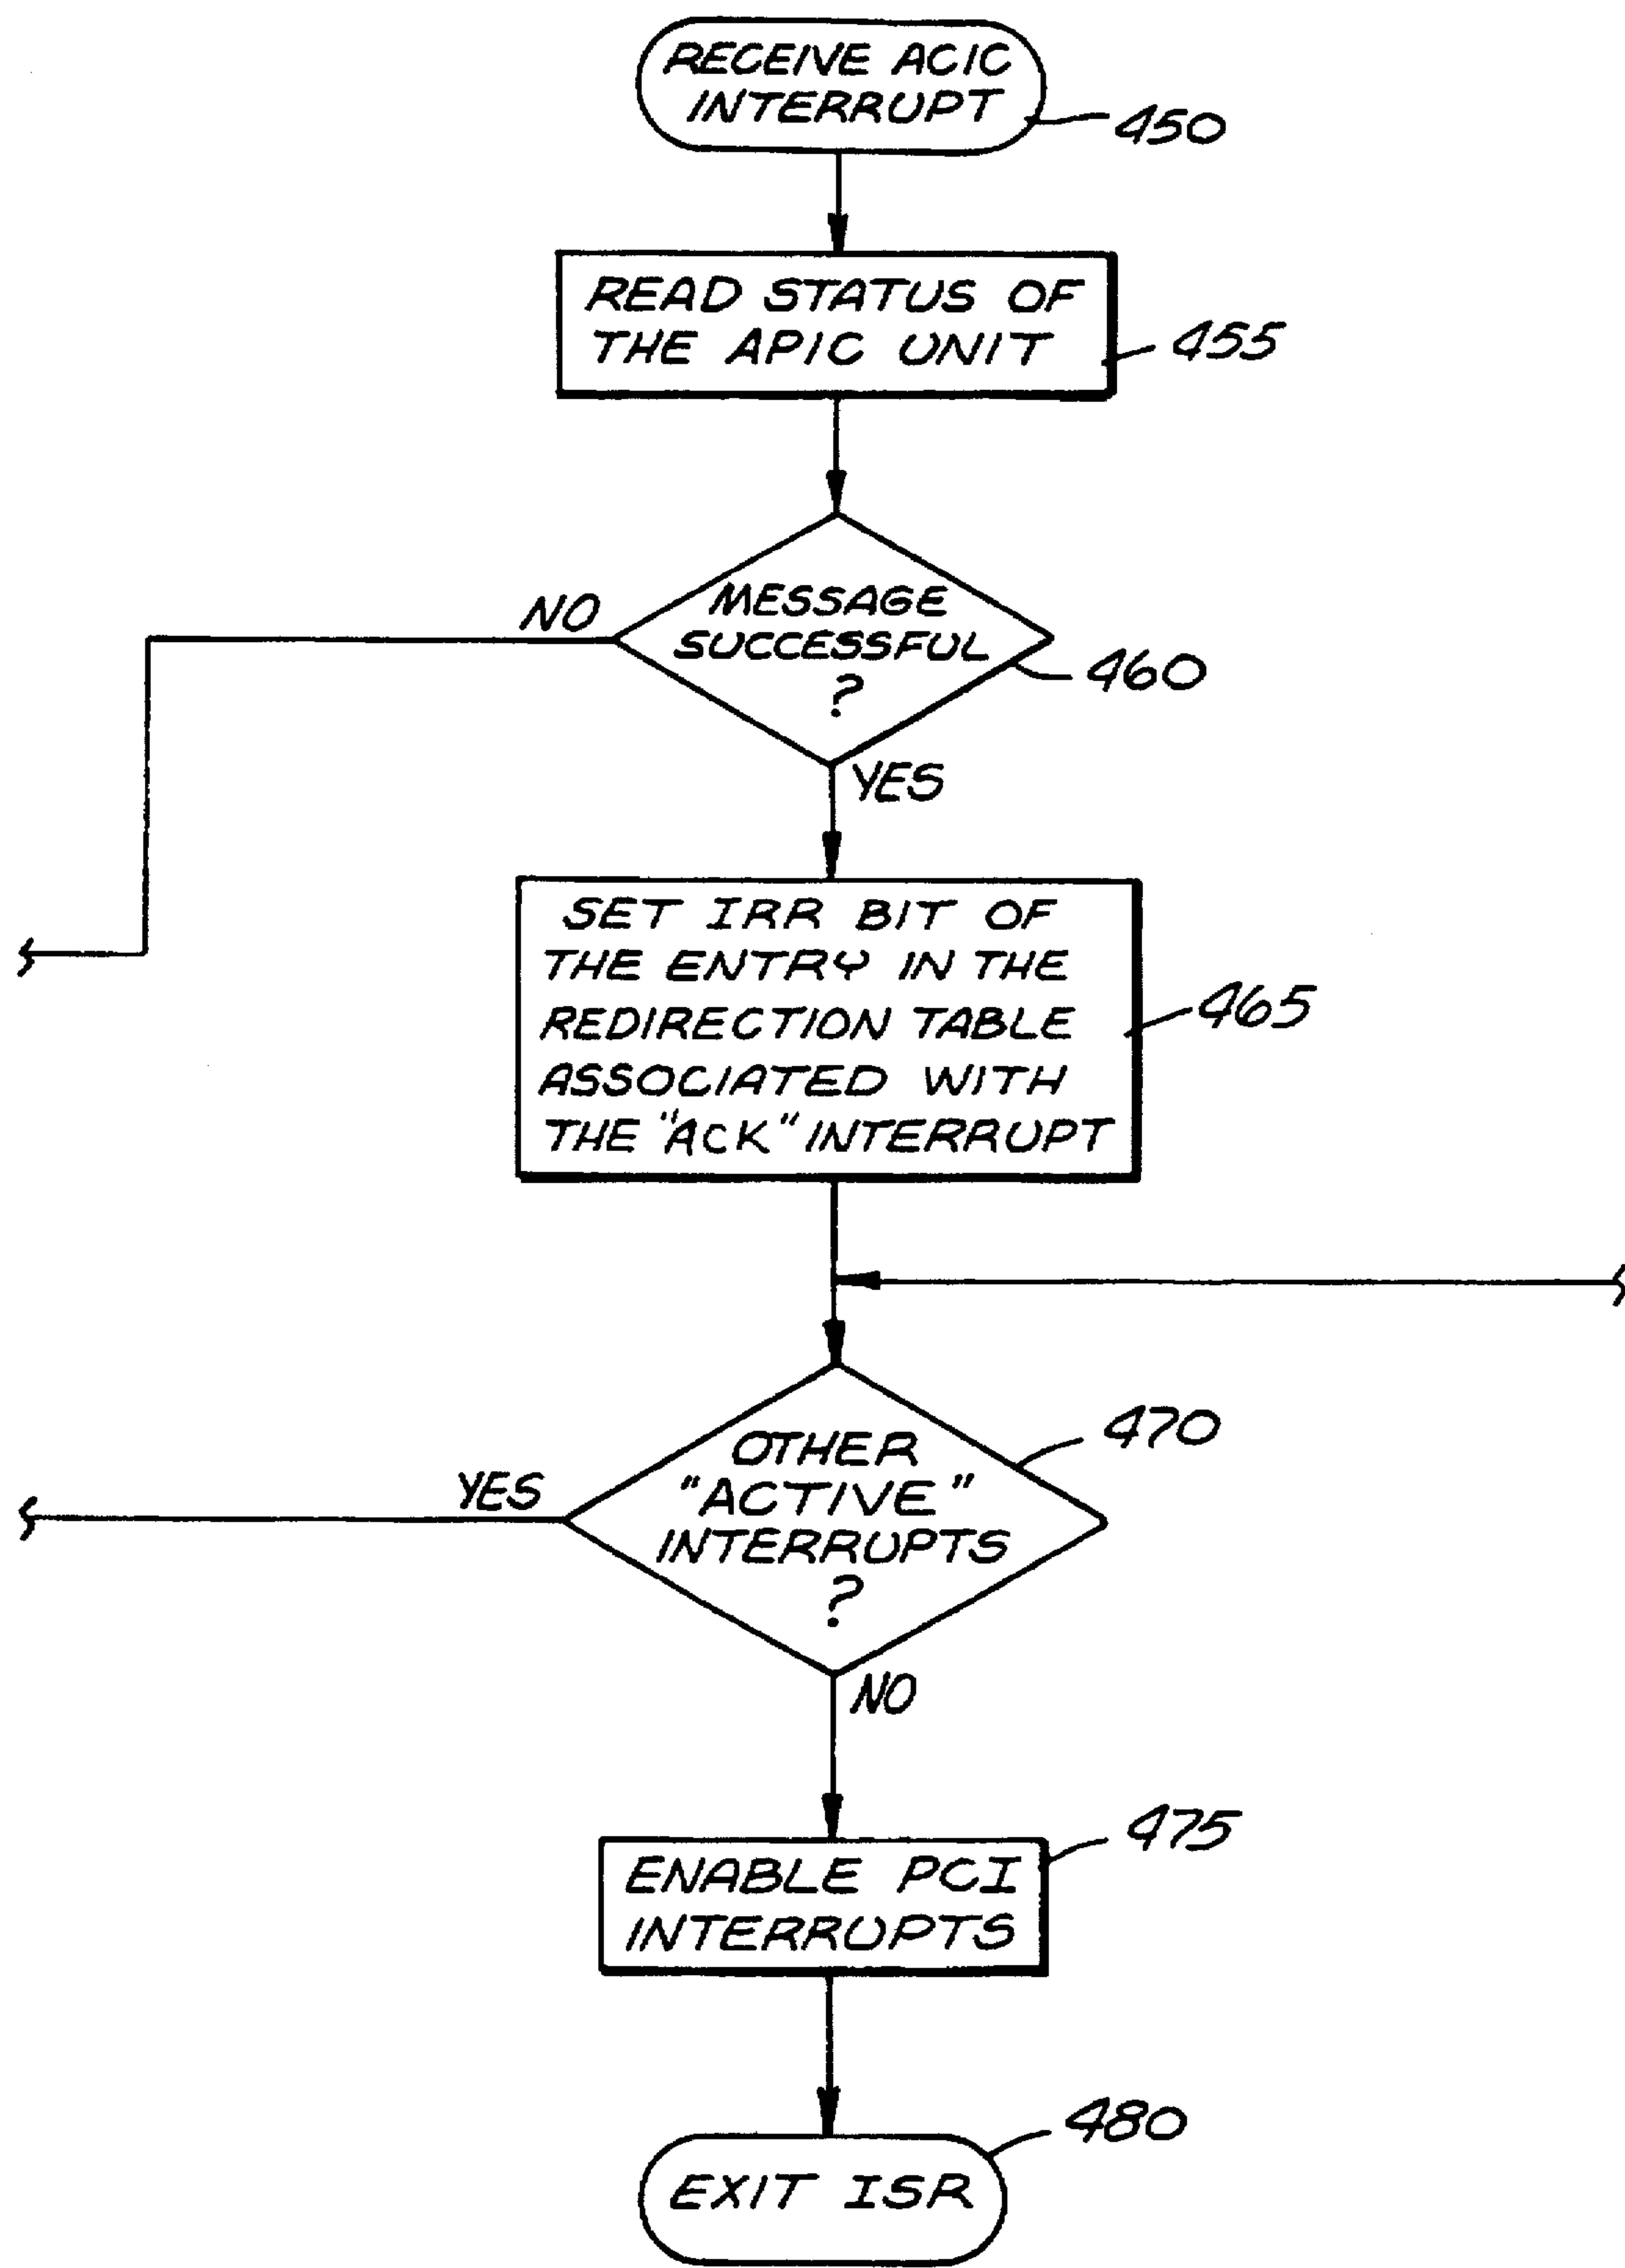 RECEIVE ACIC
INTERRUPT
450
READ STATUS OF
THE APIC UNIT
455
NO
MESSAGE
SUCCESSFUL
?
460
YES
SET IRR BIT OF
THE ENTRY IN THE
REDIRECTION TABLE
ASSOCIATED WITH
THE "ACK" INTERRUPT
465
YES
OTHER
"ACTIVE"
INTERRUPTS
?
470
NO
ENABLE PCI
INTERRUPTS
475
EXIT ISR
480